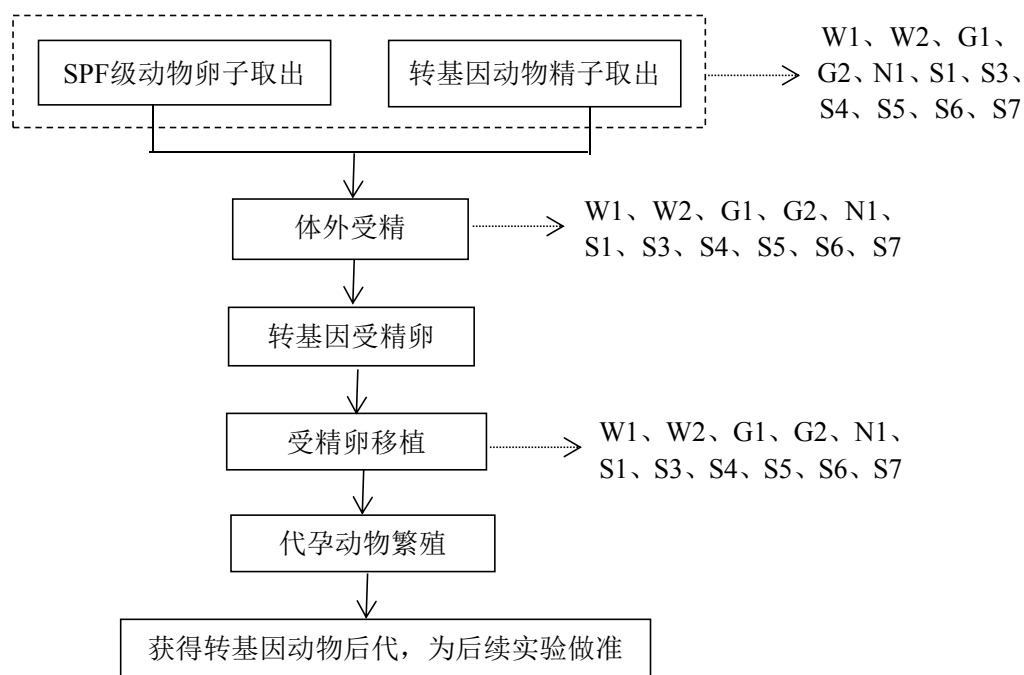 SPF级动物卵子取出
转基因动物精子取出
W1、W2、G1、
G2、N1、S1、S3、
S4、S5、S6、S7
体外受精
W1、W2、G1、G2、N1、
S1、S3、S4、S5、S6、S7
转基因受精卵
受精卵移植
W1、W2、G1、G2、N1、
S1、S3、S4、S5、S6、S7
代孕动物繁殖
获得转基因动物后代，为后续实验做准